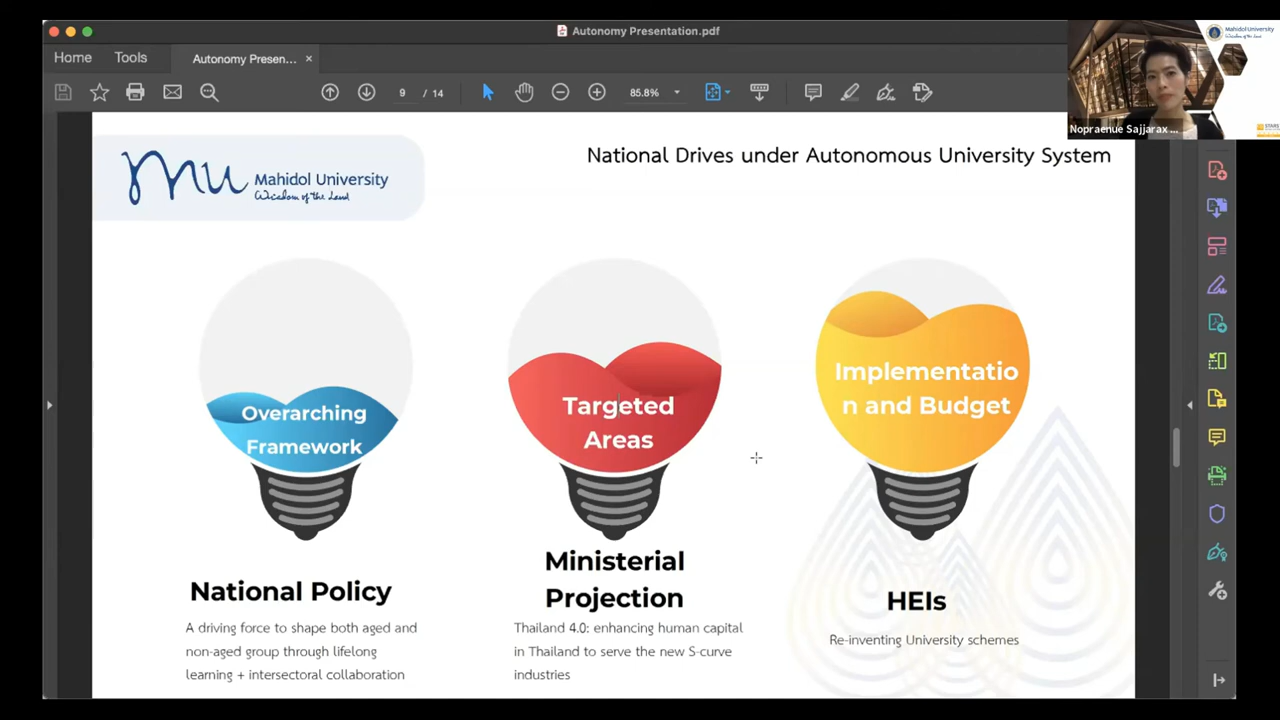 Autonomy Presentation.pdf
Home
Tools
Autonomy Presen...
9 / 14
85.8%
Mahidol University
Nopraenue Sajjarax ...
Mahidol University
Wisdom of the Land
National Drives under Autonomous University System
Overarching
Framework
Targeted
Areas
Implementatio
n and Budget
National Policy
A driving force to shape both aged and
non-aged group through lifelong
learning + intersectoral collaboration
Ministerial
Projection
Thailand 4.0: enhancing human capital
in Thailand to serve the new S-curve
industries
HEIs
Re-inventing University schemes